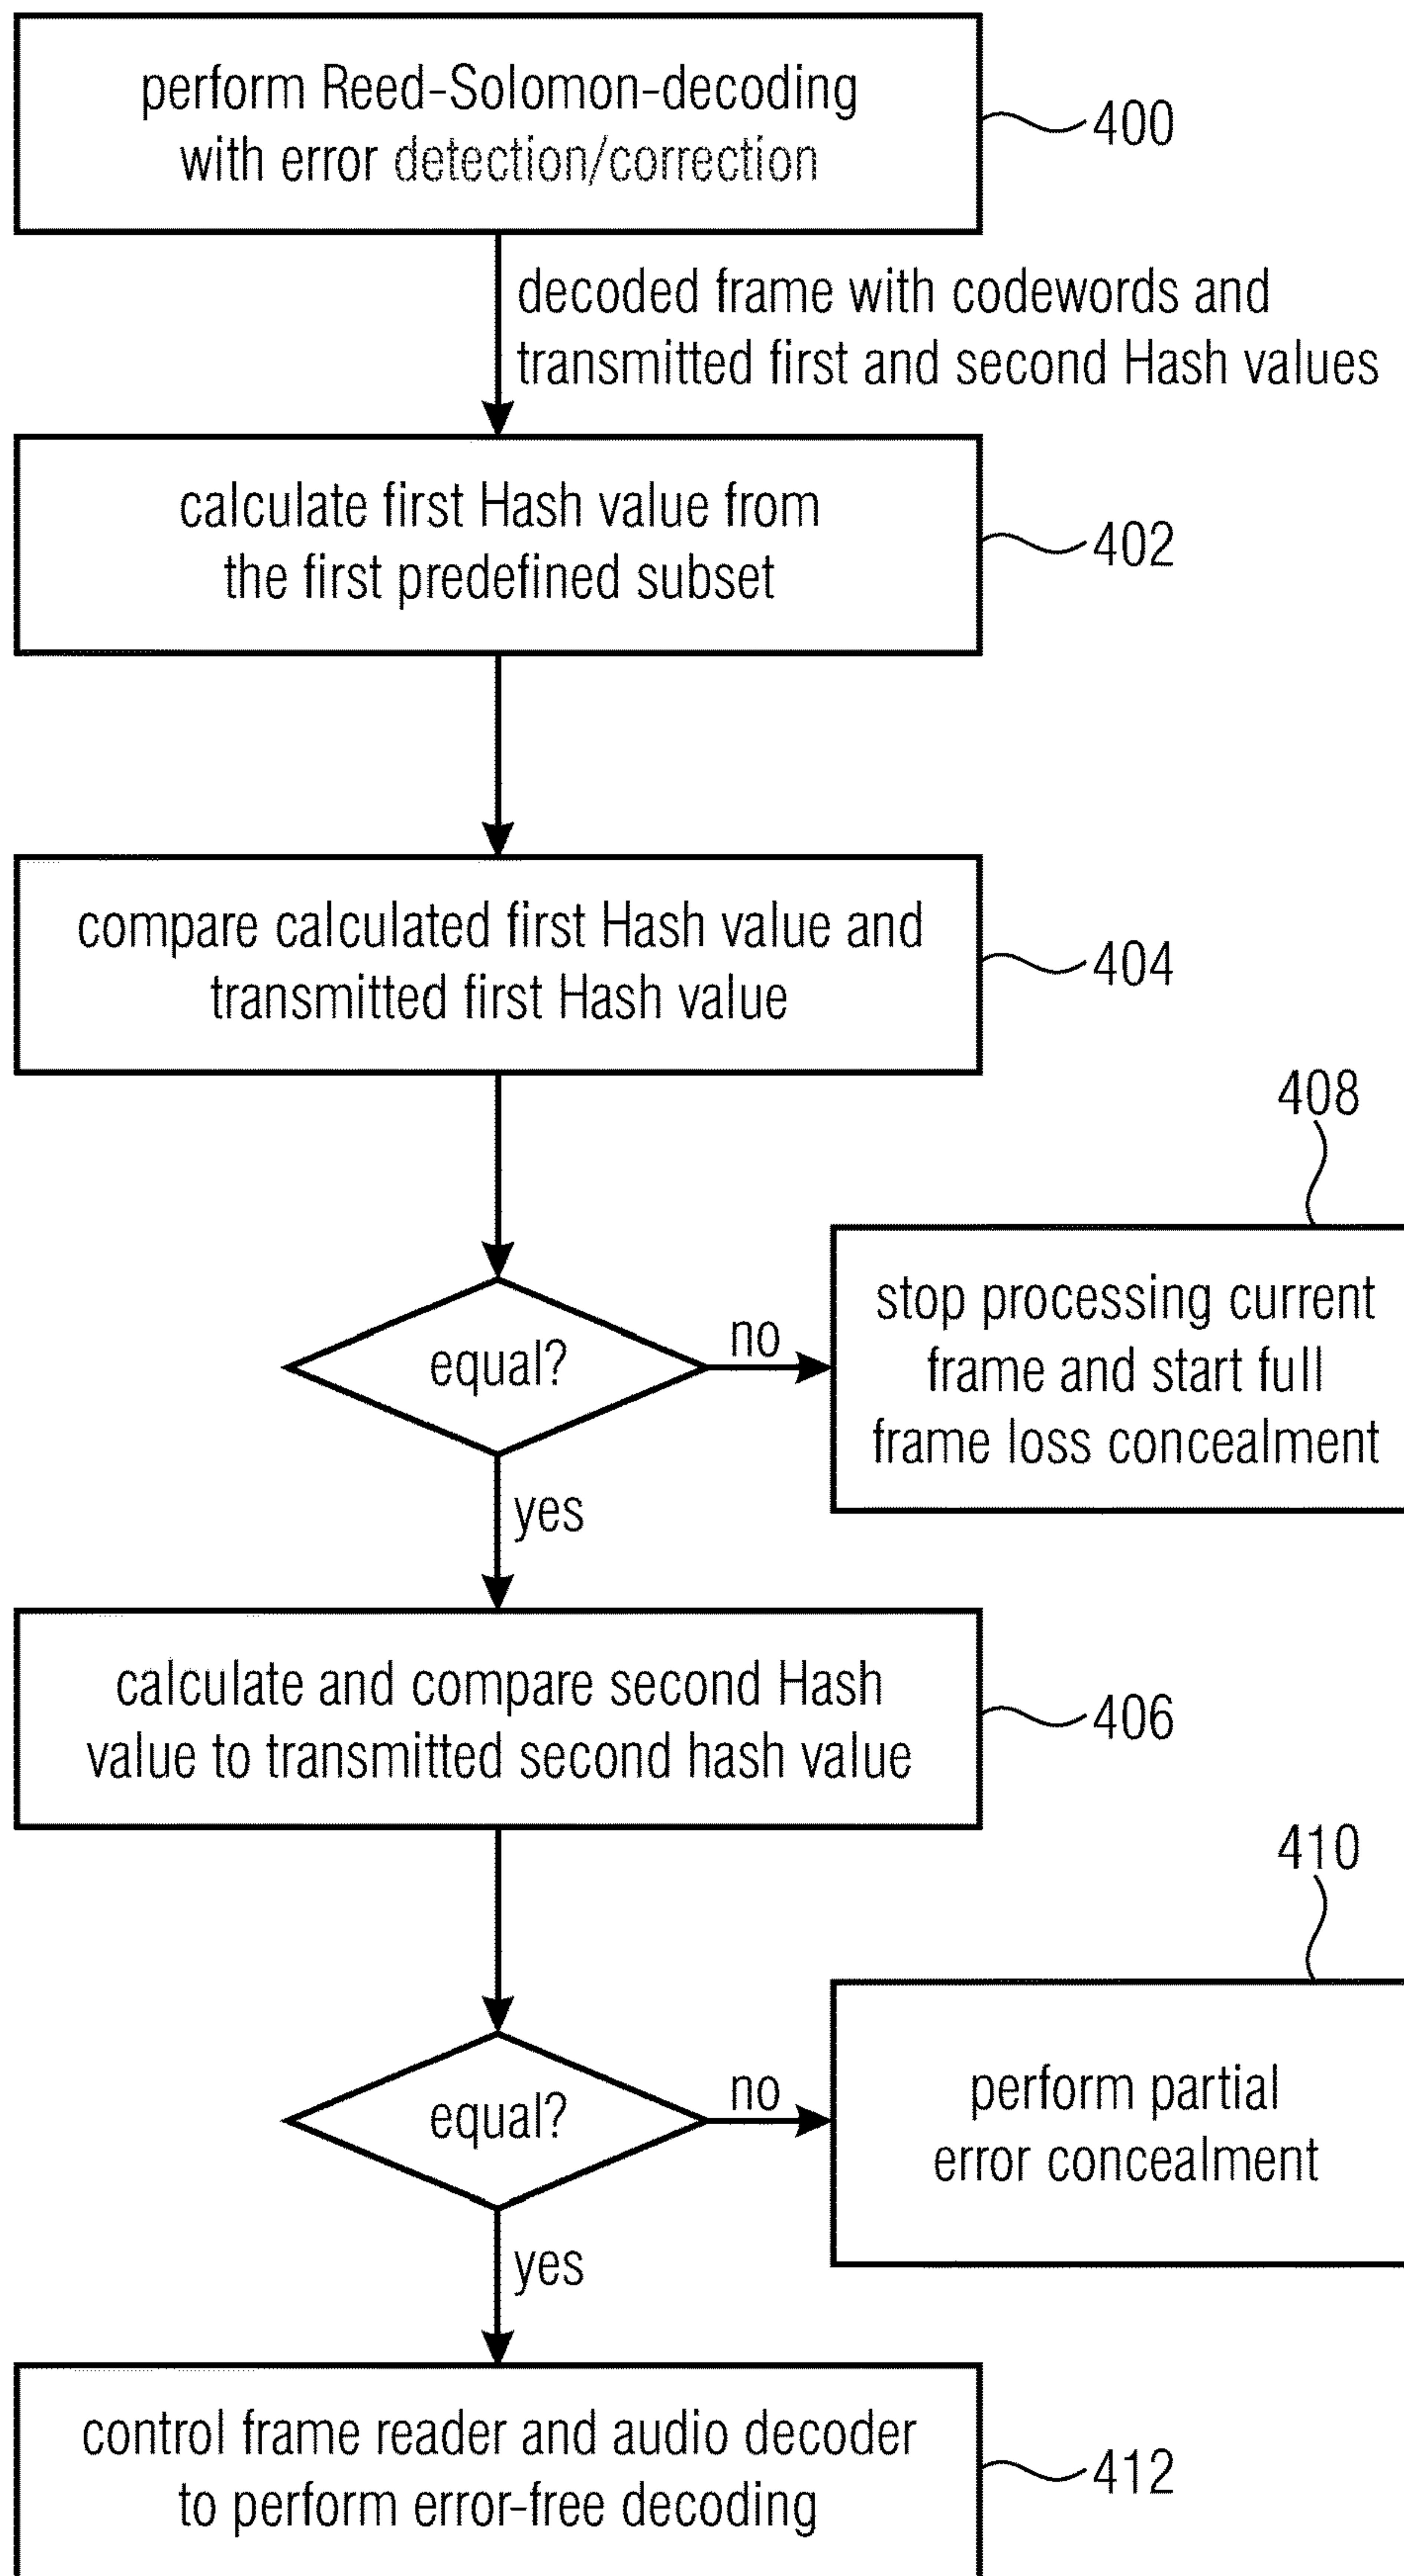 perform Reed-Solomon-decoding
with error detection/correction
400
decoded frame with codewords and
transmitted first and second Hash values
calculate first Hash value from
the first predefined subset
402
compare calculated first Hash value and
transmitted first Hash value
404
408
equal?
no
stop processing current
frame and start full
frame loss concealment
yes
calculate and compare second Hash
value to transmitted second hash value
406
410
equal?
no
perform partial
error concealment
yes
control frame reader and audio decoder
to perform error-free decoding
412